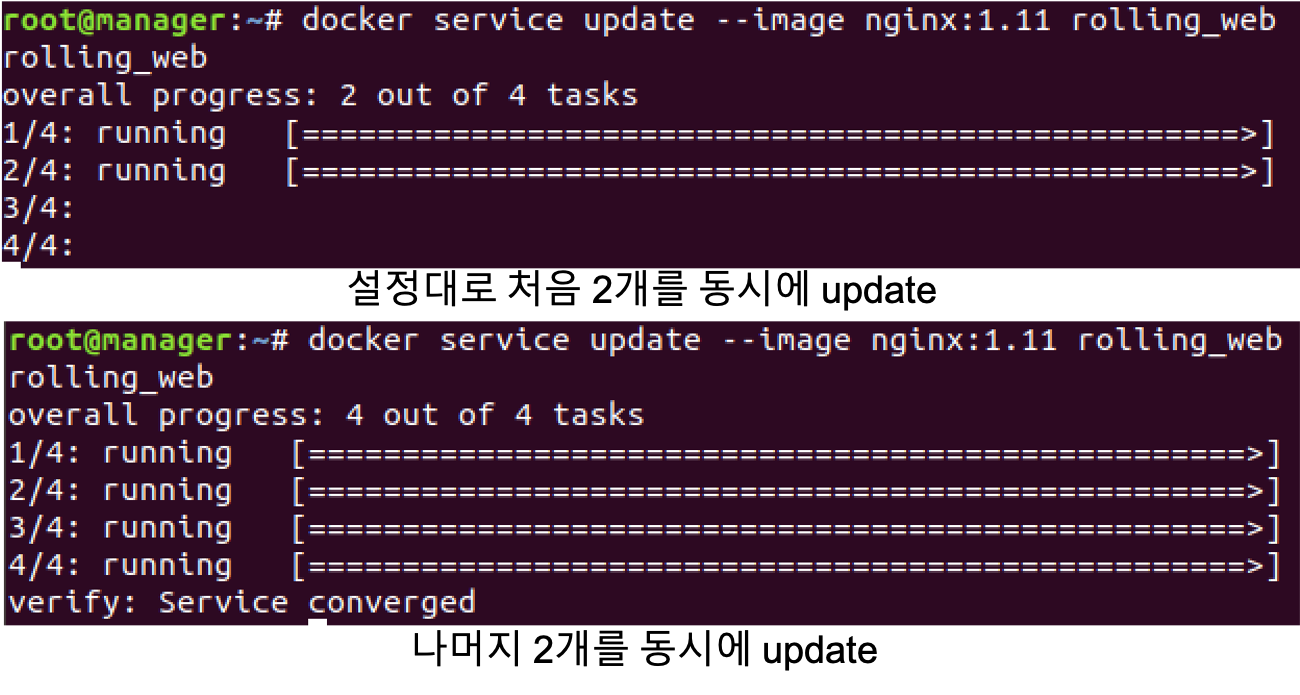 root@manager:~# docker service update --image nginx:1.11 rolling_web
rolling_web
overall progress: 2 out of 4 tasks
1/4: running   [==================================================>]
2/4: running   [==================================================>]
3/4:
4/4:
설정대로 처음 2개를 동시에 update
root@manager:~# docker service update --image nginx:1.11 rolling_web
rolling_web
overall progress: 4 out of 4 tasks
1/4: running   [==================================================>]
2/4: running   [==================================================>]
3/4: running   [==================================================>]
4/4: running   [==================================================>]
verify: Service converged
나머지 2개를 동시에 update